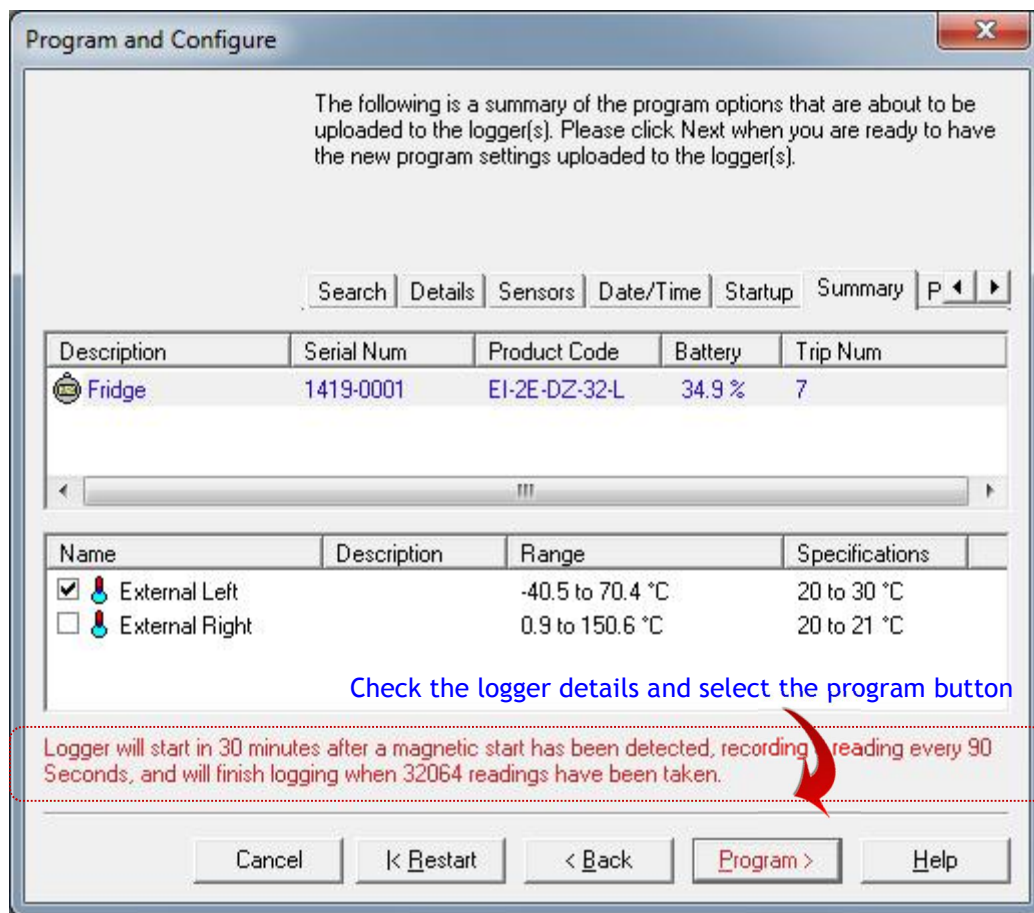 Program and Configure
The following is a summary of the program options that are about to be
uploaded to the logger(s). Please click Next when you are ready to have
the new program settings uploaded to the logger(s).
Search Details Sensors Date/Time Startup Summary P
Description Serial Num Product Code Battery Trip Num
Fridge 1419-0001 EI-2E-DZ-32-L 34.9 % 7
Name Description Range Specifications
External Left -40.5 to 70.4 °C 20 to 30 °C
External Right 0.9 to 150.6 °C 20 to 21 °C
Check the logger details and select the program button
Logger will start in 30 minutes after a magnetic start has been detected, recording reading every 90
Seconds, and will finish logging when 32064 readings have been taken.
Cancel |< Restart < Back Program > Help